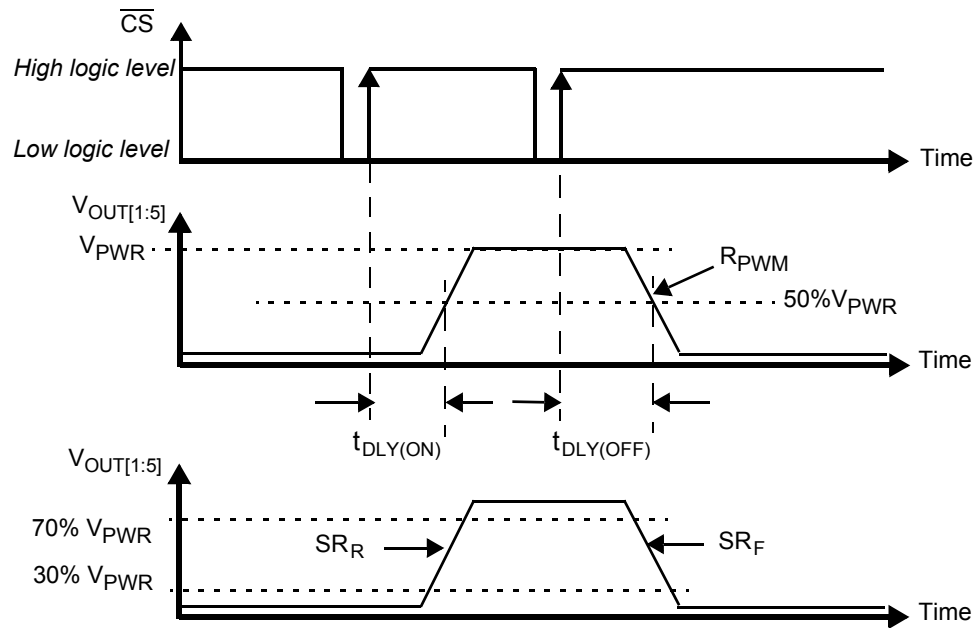 CS
High logic level
Low logic level
Time
VOUT[1:5]
VPWR
RPWM
50%VPWR
Time
tDLY(ON)
tDLY(OFF)
VOUT[1:5]
70% VPWR
SRR
SRF
30% VPWR
Time